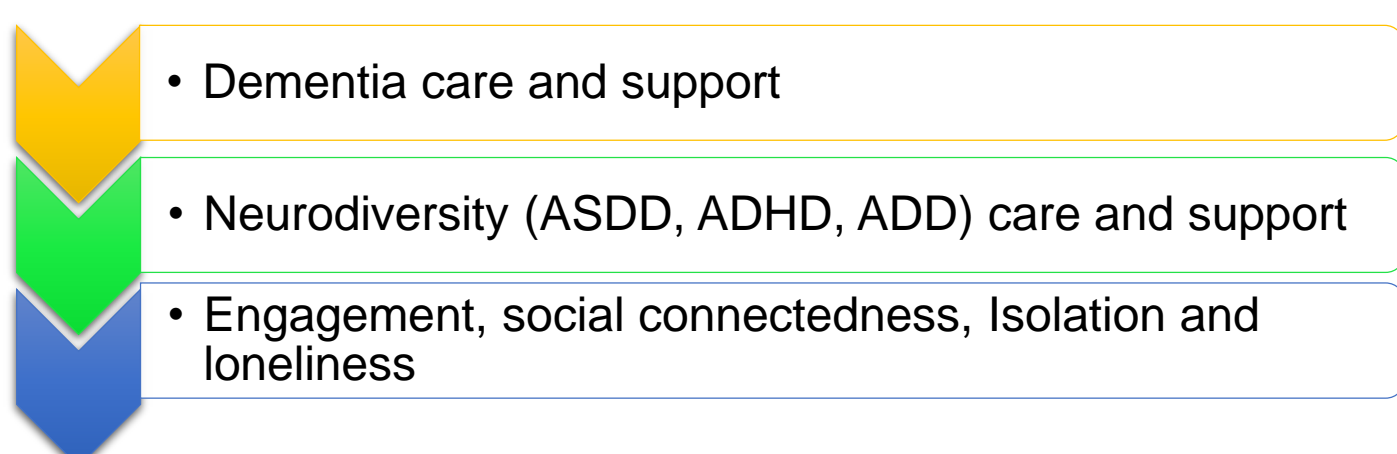 • Dementia care and support
• Neurodiversity (ASDD, ADHD, ADD) care and support
• Engagement, social connectedness, Isolation and
loneliness